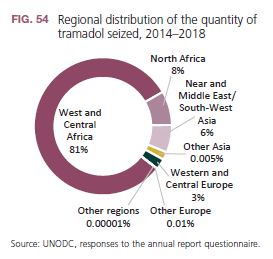 FIG. 54 Regional distribution of the quantity of
tramadol seized, 2014–2018
North Africa
8%
Near and
Middle East/
South-West
Asia
6%
West and
Central
Africa
81%
Other Asia
0.005%
Western and
Central Europe
3%
Other regions
0.00001%
Other Europe
0.01%
Source: UNODC, responses to the annual report questionnaire.